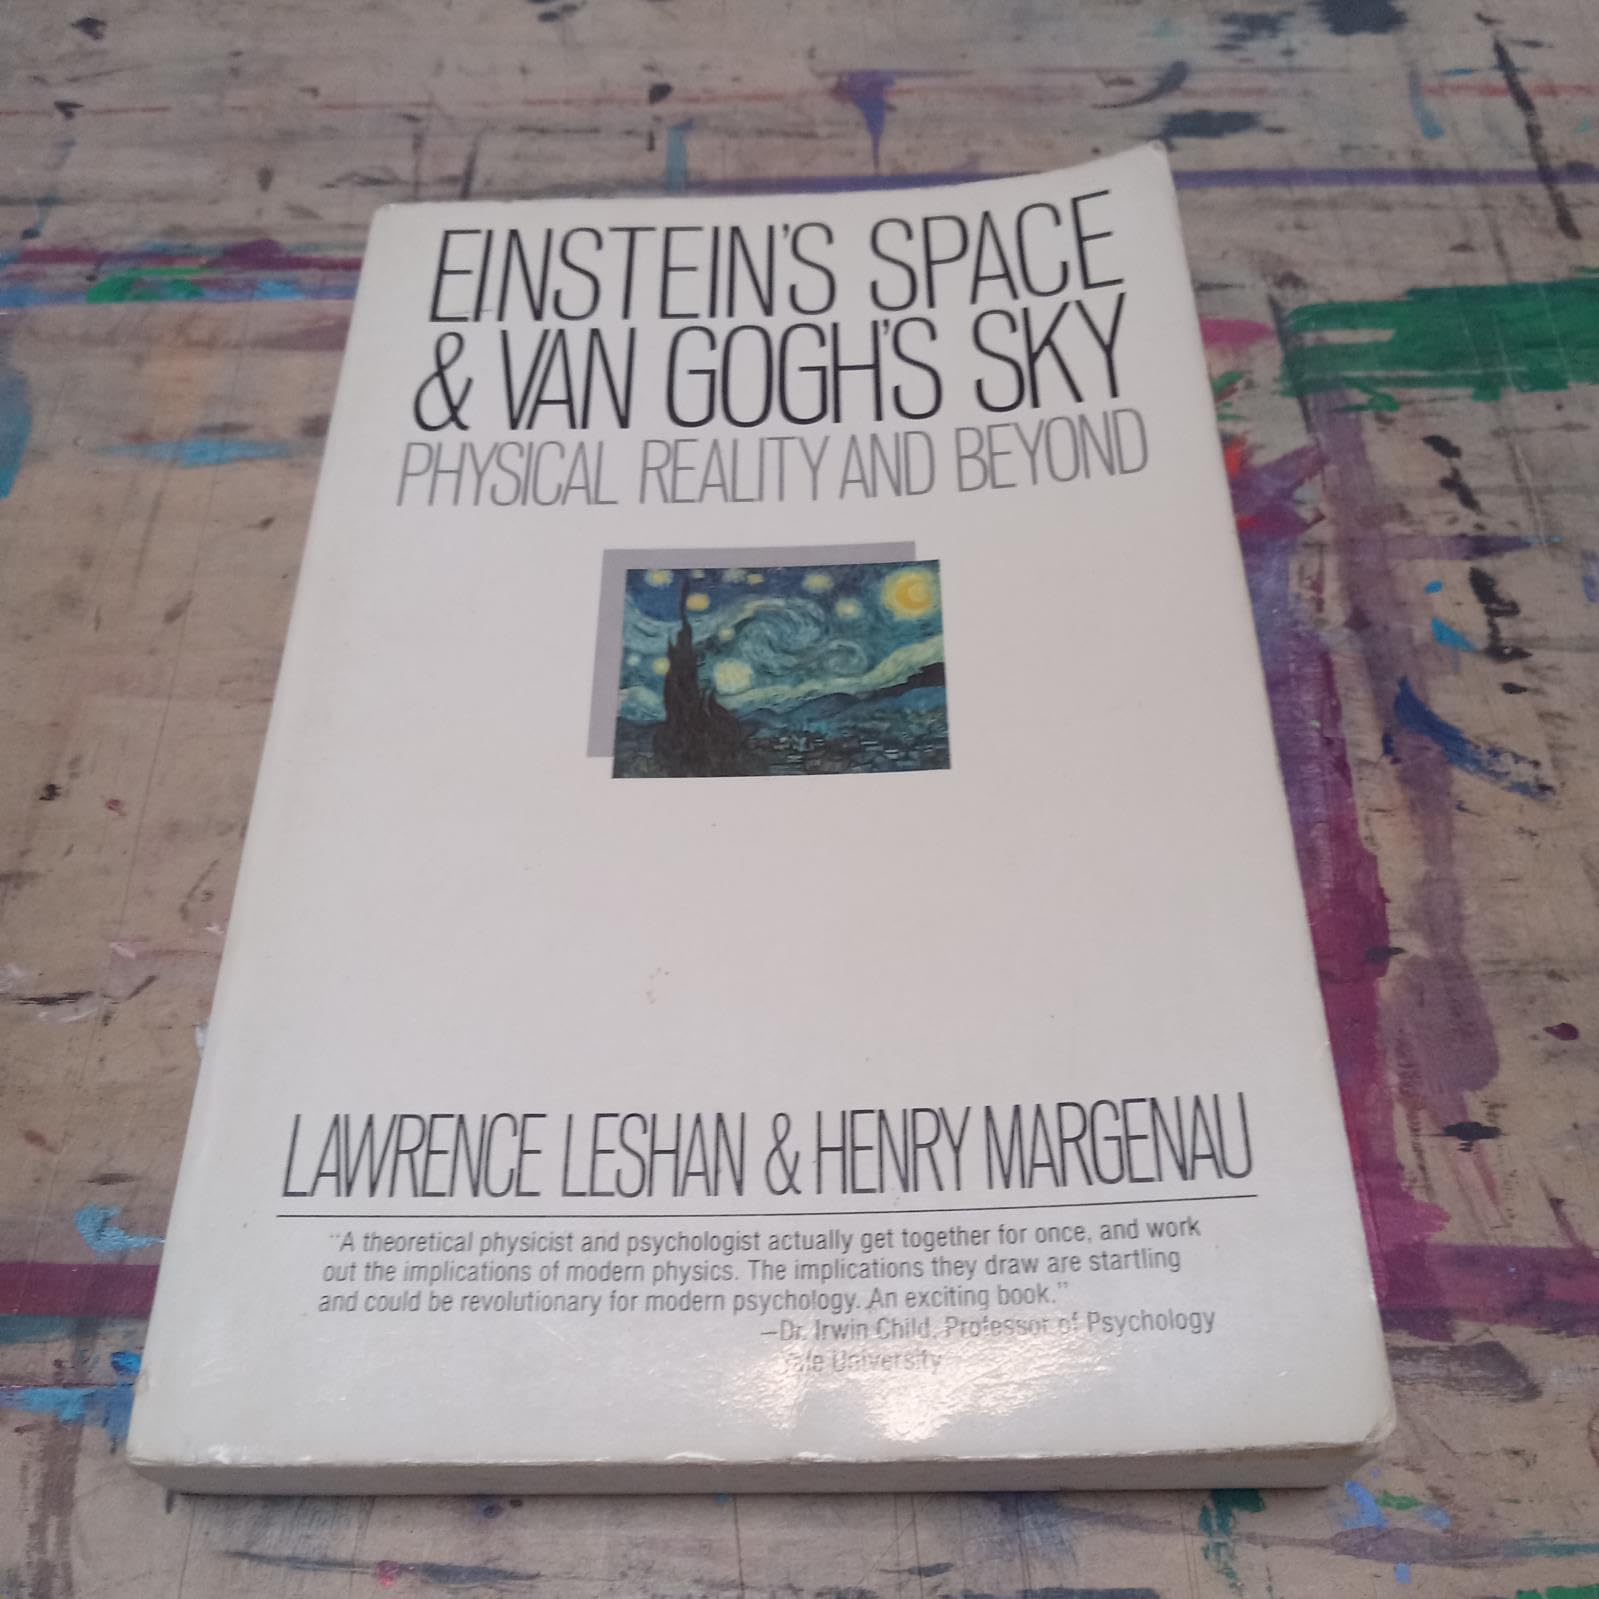 EINSTEIN'S SPACE
& VAN GOGH'S SKY
PHYSICAL REALITY AND BEYOND
LAWRENCE LESHAN & HENRY MARGENAU
"A theoretical physicist and psychologist actually get together for once, and work
out the implications of modern physics. The implications they draw are startling
and could be revolutionary for modern psychology. An exciting book."
—Dr. Irwin Child, Professor of Psychology
Yale University